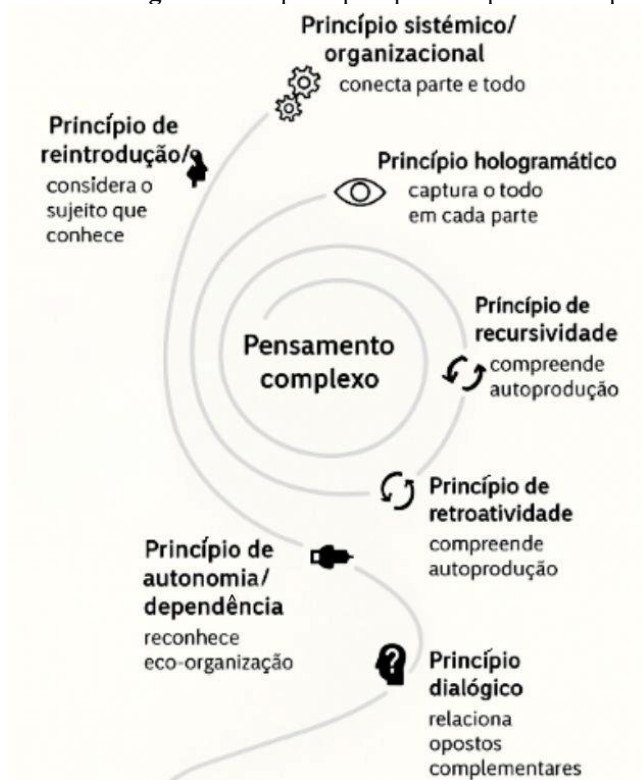 Princípio sistémico/
organizacional
conecta parte e todo
Princípio de
reintrodução/
considera o
sujeito que
conhece
Princípio hologramático
captura o todo
em cada parte
Princípio de
recursividade
compreende
autoprodução
Pensamento
complexo
Princípio de
retroatividade
compreende
autoprodução
Princípio de
autonomia/
dependência
reconhece
eco-organização
Princípio
dialógico
relaciona
opostos
complementares